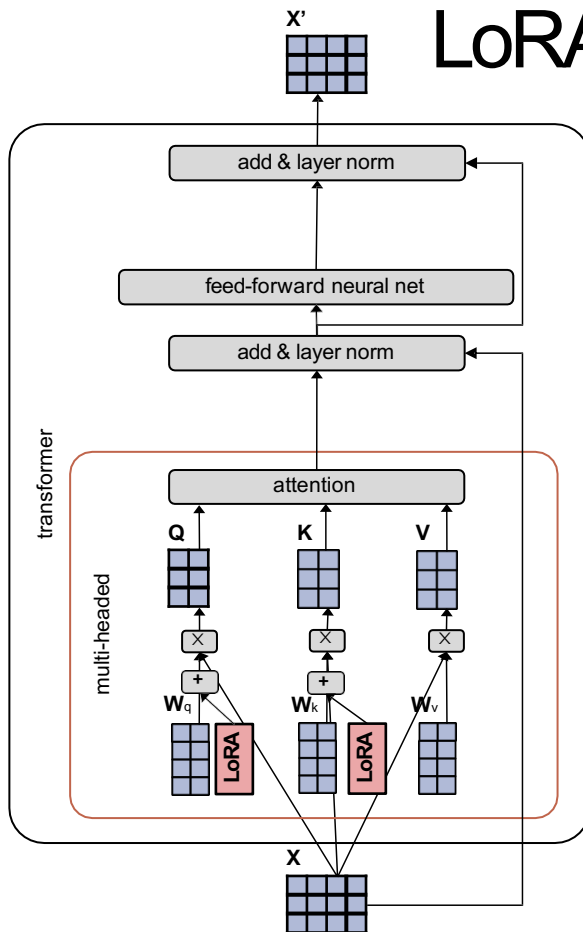 LoRA
X’
add & layer norm
feed-forward neural net
add & layer norm
transformer
multi-headed
attention
Q
K
V
X
X
X
+
+
Wq
Wk
Wv
LoRA
LoRA
X